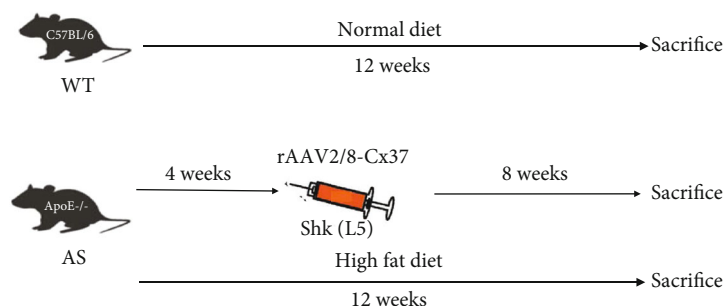 C57BL/6
WT
Normal diet
12 weeks
Sacrifice
ApoE-/-
AS
4 weeks
rAAV2/8-Cx37
Shk (L5)
8 weeks
Sacrifice
High fat diet
12 weeks
Sacrifice